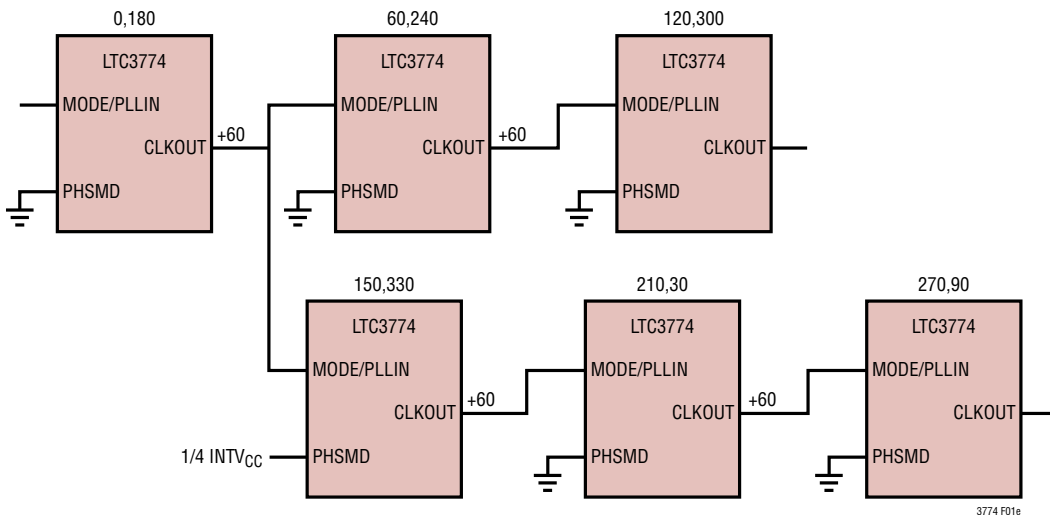 0,180
60,240
120,300
LTC3774
LTC3774
LTC3774
MODE/PLLIN
MODE/PLLIN
MODE/PLLIN
CLKOUT
+60
CLKOUT
+60
CLKOUT
PHSMD
PHSMD
PHSMD
150,330
210,30
270,90
LTC3774
LTC3774
LTC3774
MODE/PLLIN
MODE/PLLIN
MODE/PLLIN
CLKOUT
+60
CLKOUT
+60
CLKOUT
1/4 INTVCC
PHSMD
PHSMD
PHSMD
3774 F01e